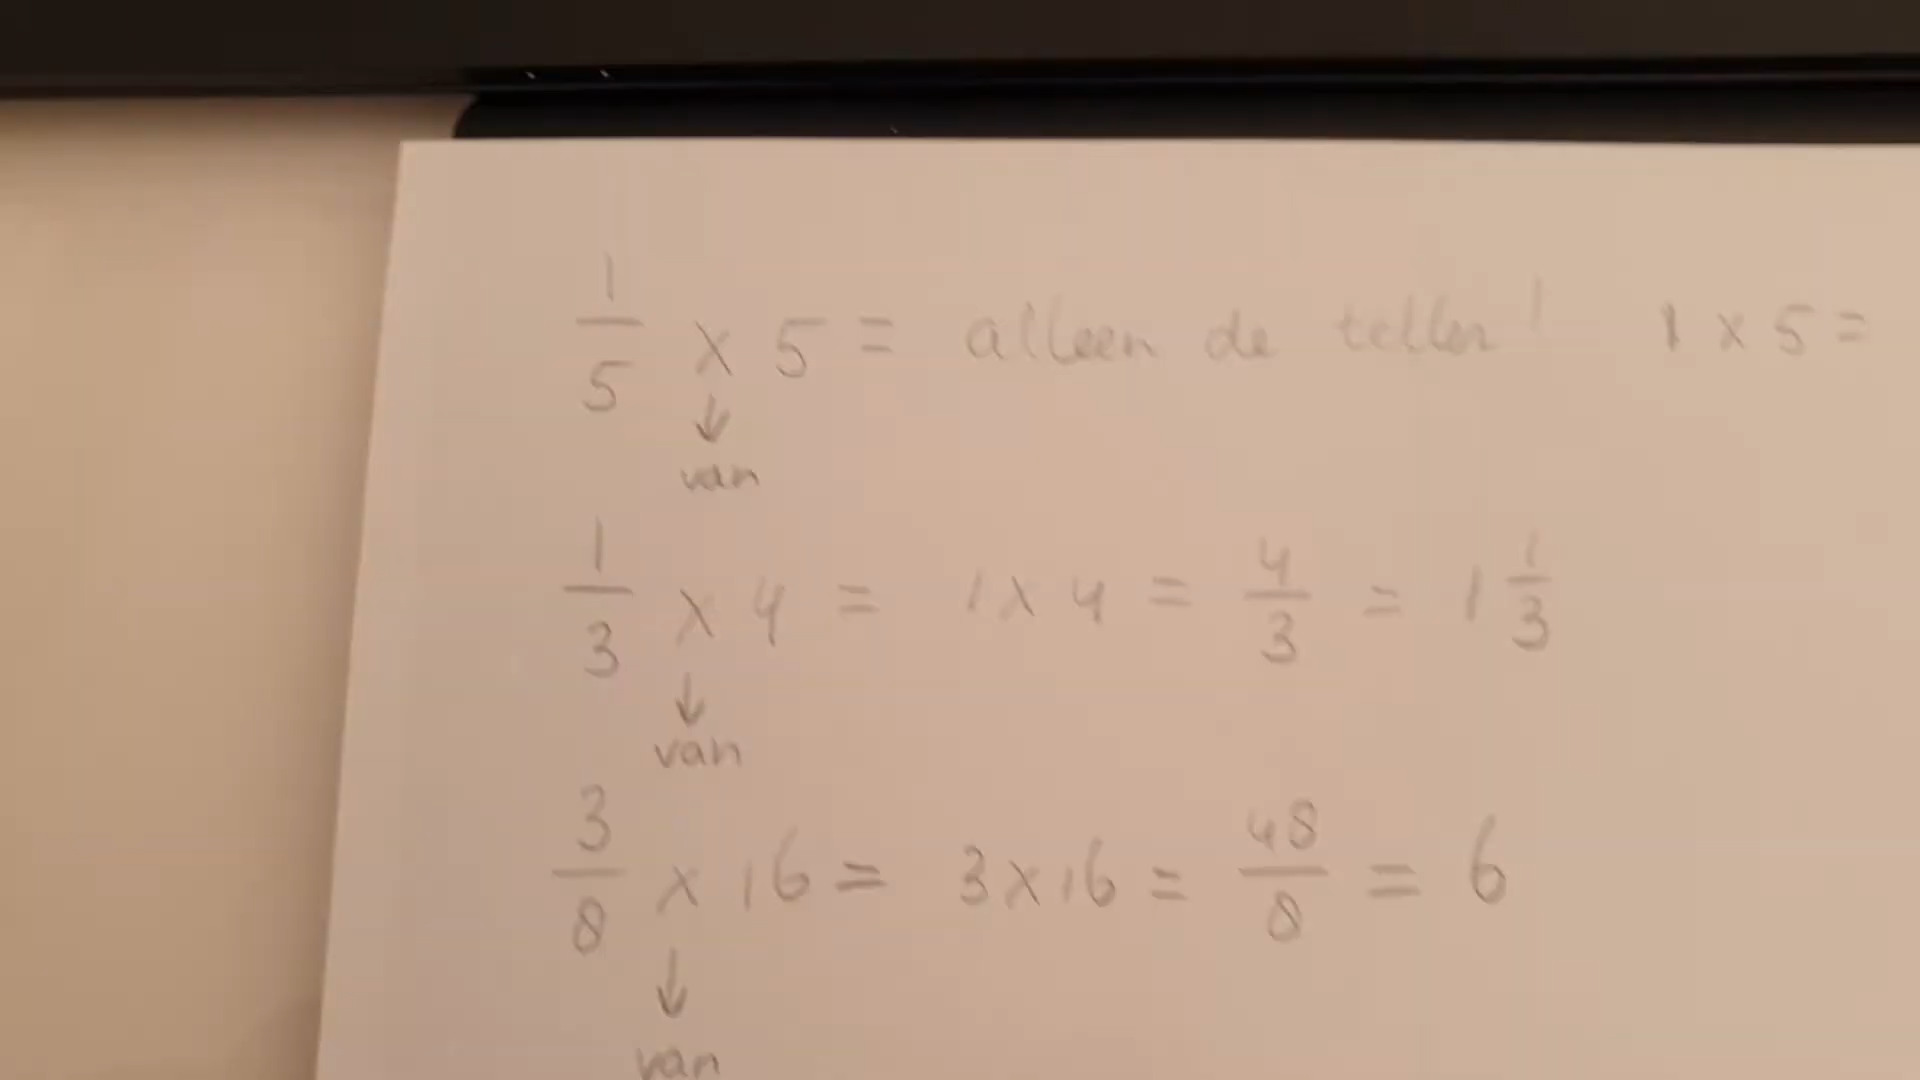 1/5 x 5 = alleen de teller! 1 x 5 =
↓
van
1/3 x 4 = 1 x 4 = 4/3 = 1 1/3
↓
van
3/8 x 16 = 3 x 16 = 48/8 = 6
↓
van